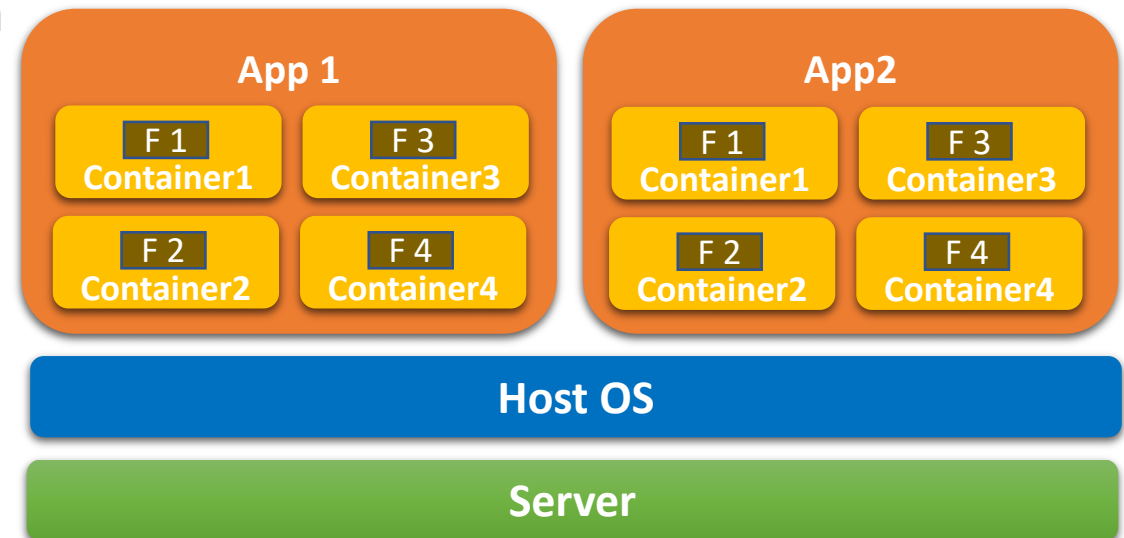 App 1
F 1
Container1
F 3
Container3
F 2
Container2
F 4
Container4
App2
F 1
Container1
F 3
Container3
F 2
Container2
F 4
Container4
Host OS
Server